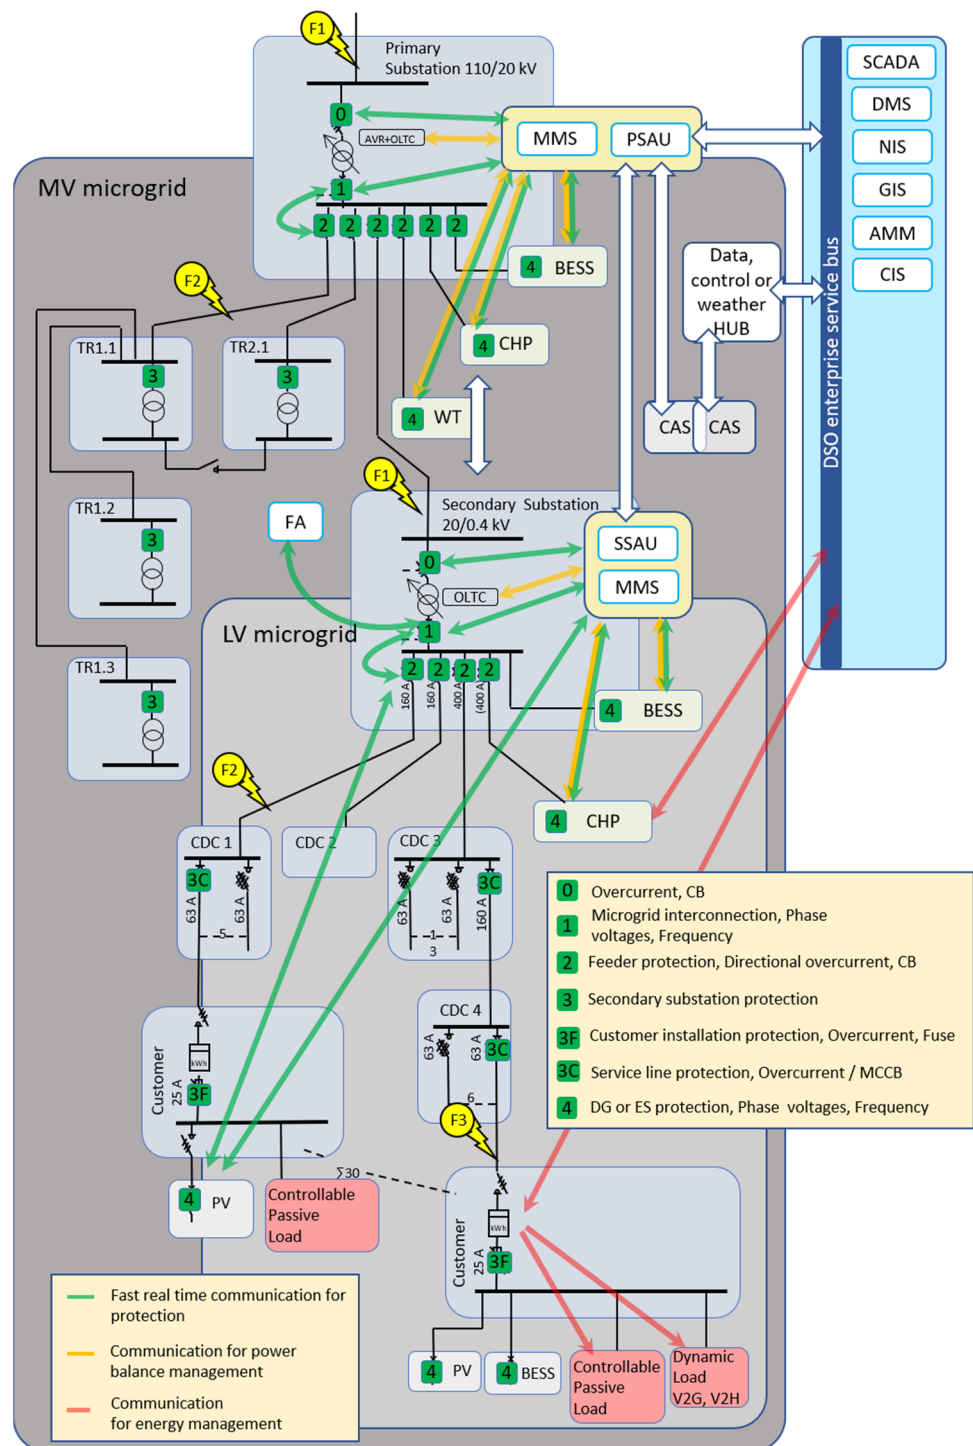 F1
Primary
Substation 110/20 kV
SCADA
DMS
NIS
GIS
AMM
CIS
DSO enterprise service bus
0
AVR+OLTC
MMS
PSAU
MV microgrid
1
2
2
2
2
2
2
4
BESS
Data,
control or
weather
HUB
F2
4
CHP
TR1.1
3
TR2.1
3
4
WT
CAS
CAS
F1
Secondary Substation
20/0.4 kV
TR1.2
3
FA
SSAU
MMS
0
OLTC
LV microgrid
1
2
2
2
2
160 A
160 A
400 A
(400 A)
TR1.3
3
4
BESS
F2
4
CHP
CDC 1
3C
63 A
63 A
5
CDC 2
CDC 3
3C
63 A
63 A
160 A
1
3
0
Overcurrent, CB
1
Microgrid interconnection, Phase
voltages, Frequency
2
Feeder protection, Directional overcurrent, CB
3
Secondary substation protection
3F
Customer installation protection, Overcurrent, Fuse
3C
Service line protection, Overcurrent / MCCB
4
DG or ES protection, Phase voltages, Frequency
CDC 4
63 A
63 A
3C
6
F3
Customer
kWh
25 A
3F
∑30
4
PV
Controllable
Passive
Load
Customer
kWh
25 A
3F
4
PV
4
BESS
Controllable
Passive
Load
Dynamic
Load
V2G, V2H
Fast real time communication for
protection
Communication for power
balance management
Communication
for energy management